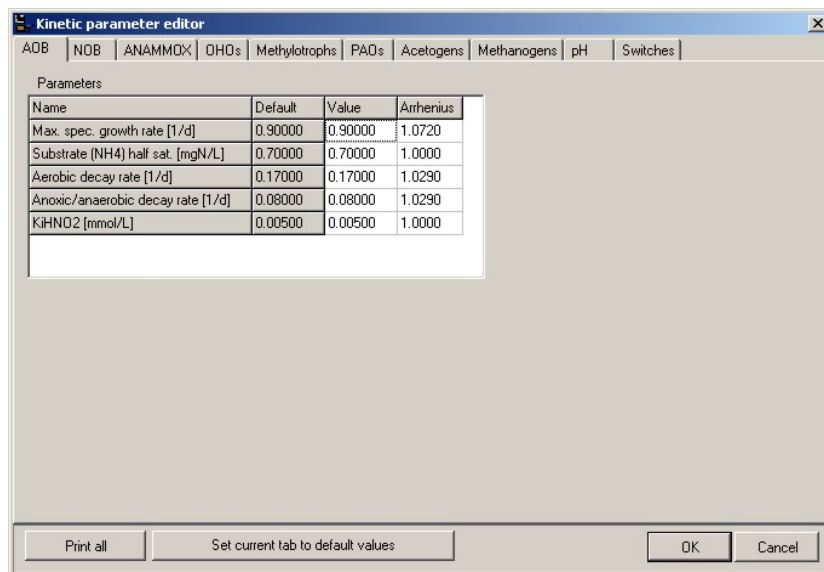 Kinetic parameter editor
AOB NOB ANAMMOX OHOs Methylotrophs PAOs Acetogens Methanogens pH Switches
Parameters
Name Default Value Arrhenius
Max. spec. growth rate [1/d] 0.90000 0.90000 1.0720
Substrate (NH4) half sat. [mgN/L] 0.70000 0.70000 1.0000
Aerobic decay rate [1/d] 0.17000 0.17000 1.0290
Anoxic/anaerobic decay rate [1/d] 0.08000 0.08000 1.0290
KiHNO2 [mmol/L] 0.00500 0.00500 1.0000
Print all Set current tab to default values OK Cancel